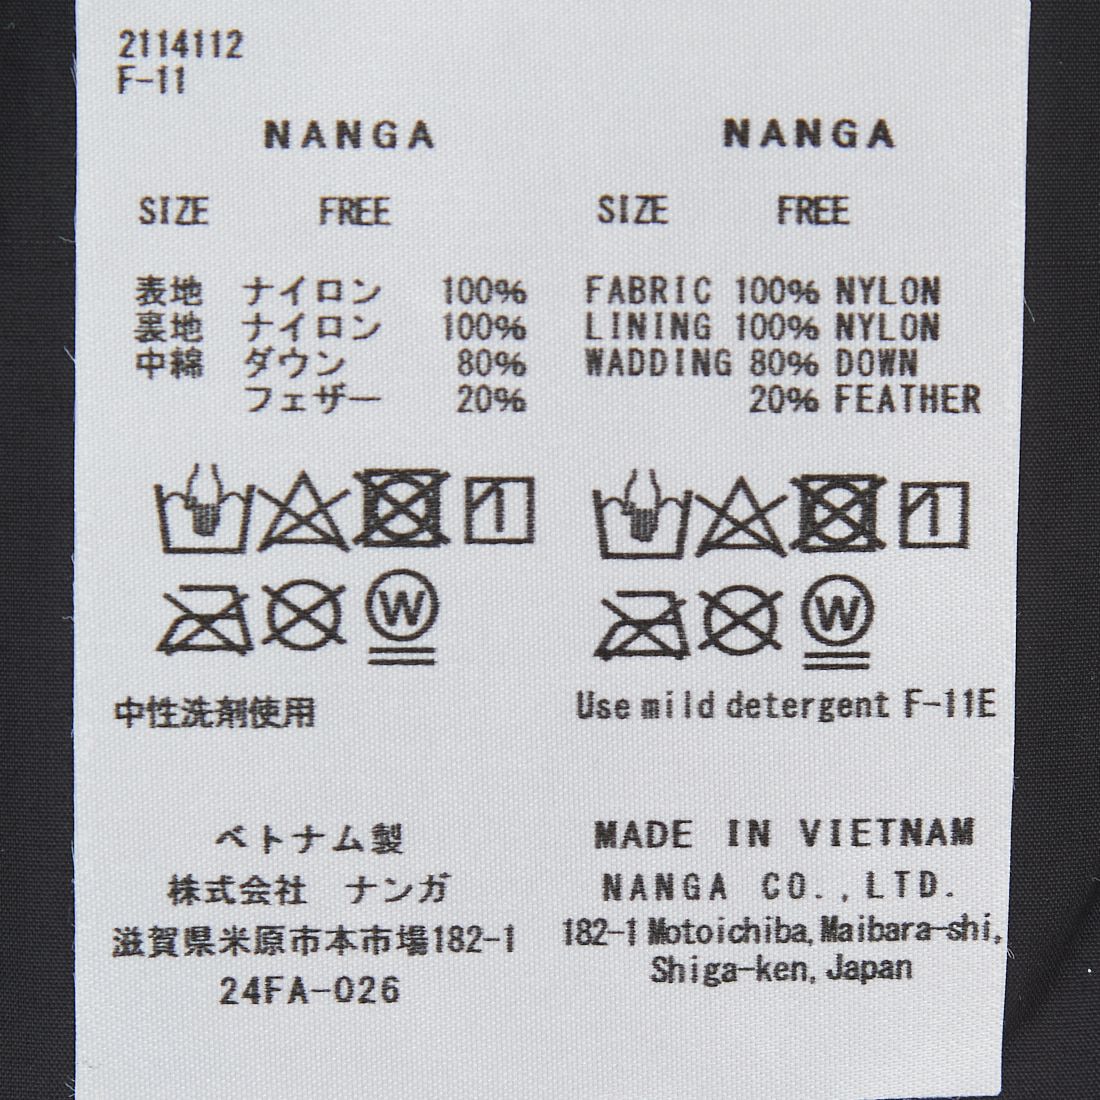 2114112
F-11
NANGA
SIZE FREE
表地 ナイロン 100%
裏地 ナイロン 100%
中綿 ダウン 80%
フェザー 20%
W
中性洗剤使用
ベトナム製
株式会社 ナンガ
滋賀県米原市本市場182-1
24FA-026
NANGA
SIZE FREE
FABRIC 100% NYLON
LINING 100% NYLON
WADDING 80% DOWN
20% FEATHER
W
Use mild detergent F-11E
MADE IN VIETNAM
NANGA CO.,LTD.
182-1 Motoichiba, Maibara-shi,
Shiga-ken, Japan